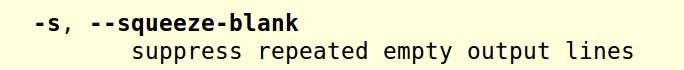 -s, --squeeze-blank
suppress repeated empty output lines